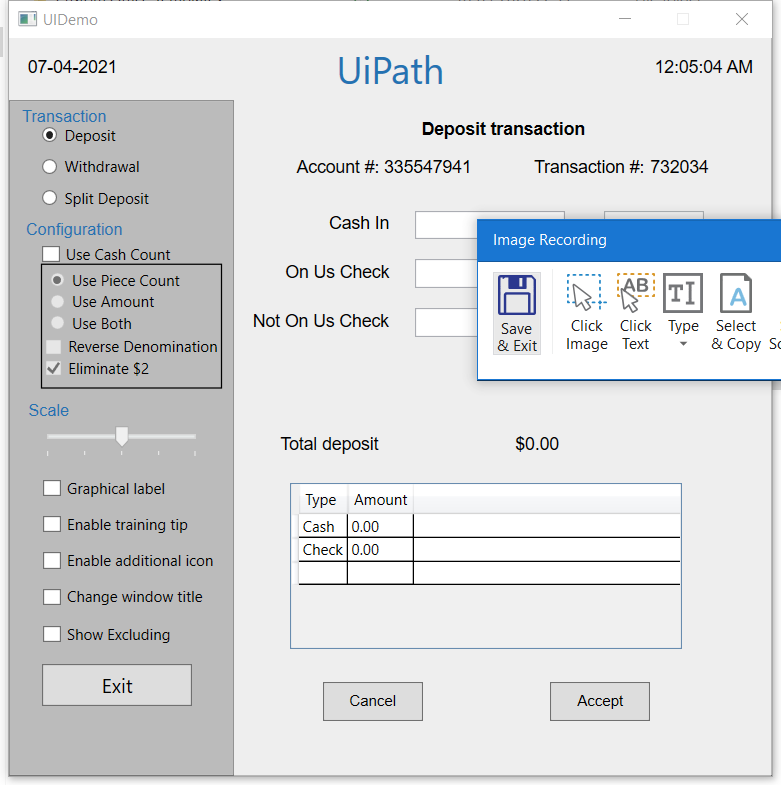 UIDemo
07-04-2021
UiPath
12:05:04 AM
Transaction
Deposit
Withdrawal
Split Deposit
Configuration
Use Cash Count
Use Piece Count
Use Amount
Use Both
Reverse Denomination
Eliminate $2
Scale
Graphical label
Enable training tip
Enable additional icon
Change window title
Show Excluding
Exit
Deposit transaction
Account #: 335547941
Transaction #: 732034
Cash In
On Us Check
Not On Us Check
Image Recording
Save
& Exit
Click
Image
Click
Text
Type
Select
& Copy
AB
TI
A
Total deposit
$0.00
Type Amount
Cash 0.00
Check 0.00
Cancel
Accept